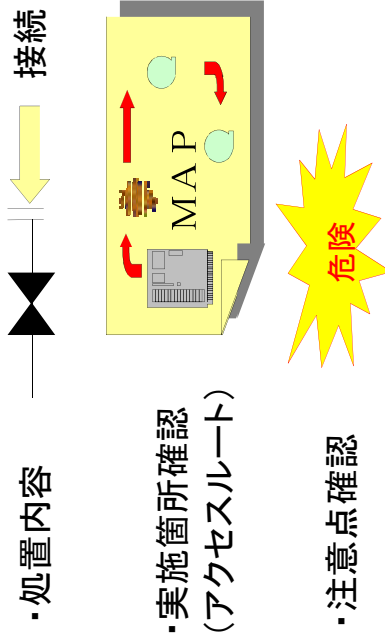 ・処置内容
接続
・実施箇所確認
(アクセスルート)
MAP
・注意点確認
危険